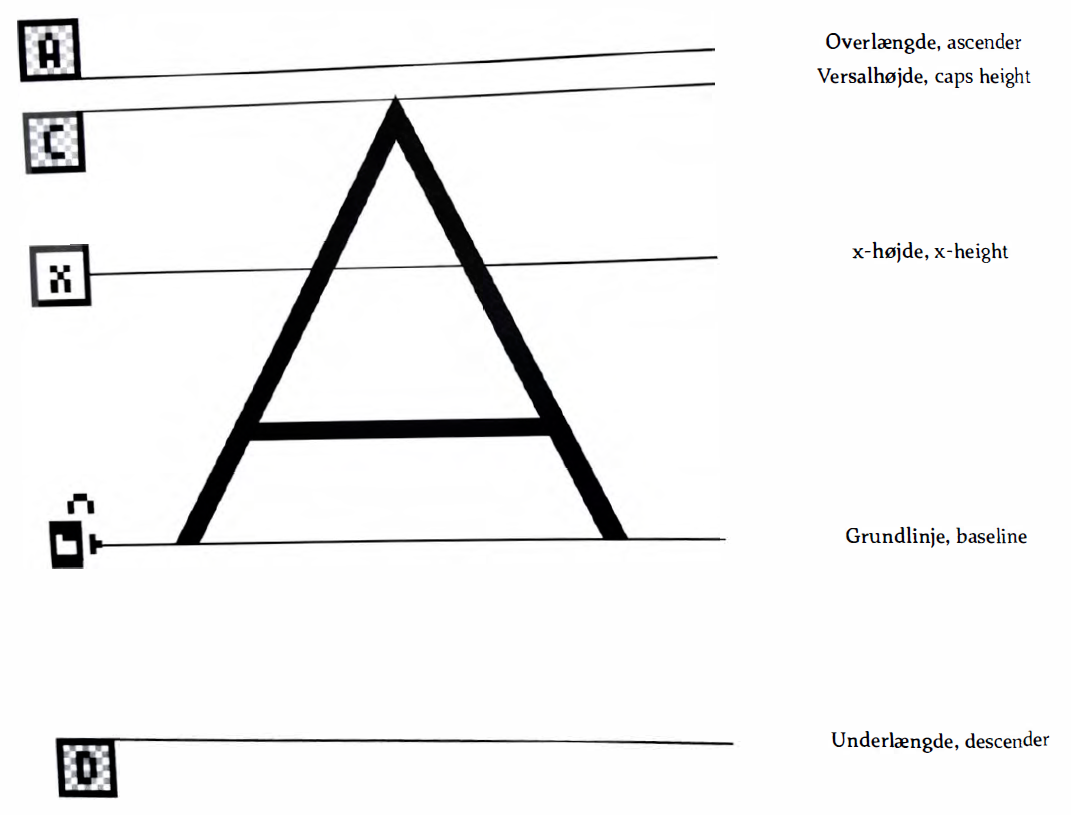 A
Overlængde, ascender
Versalhøjde, caps height
C
x
x-højde, x-height
A
Grundlinje, baseline
D
Underlængde, descender